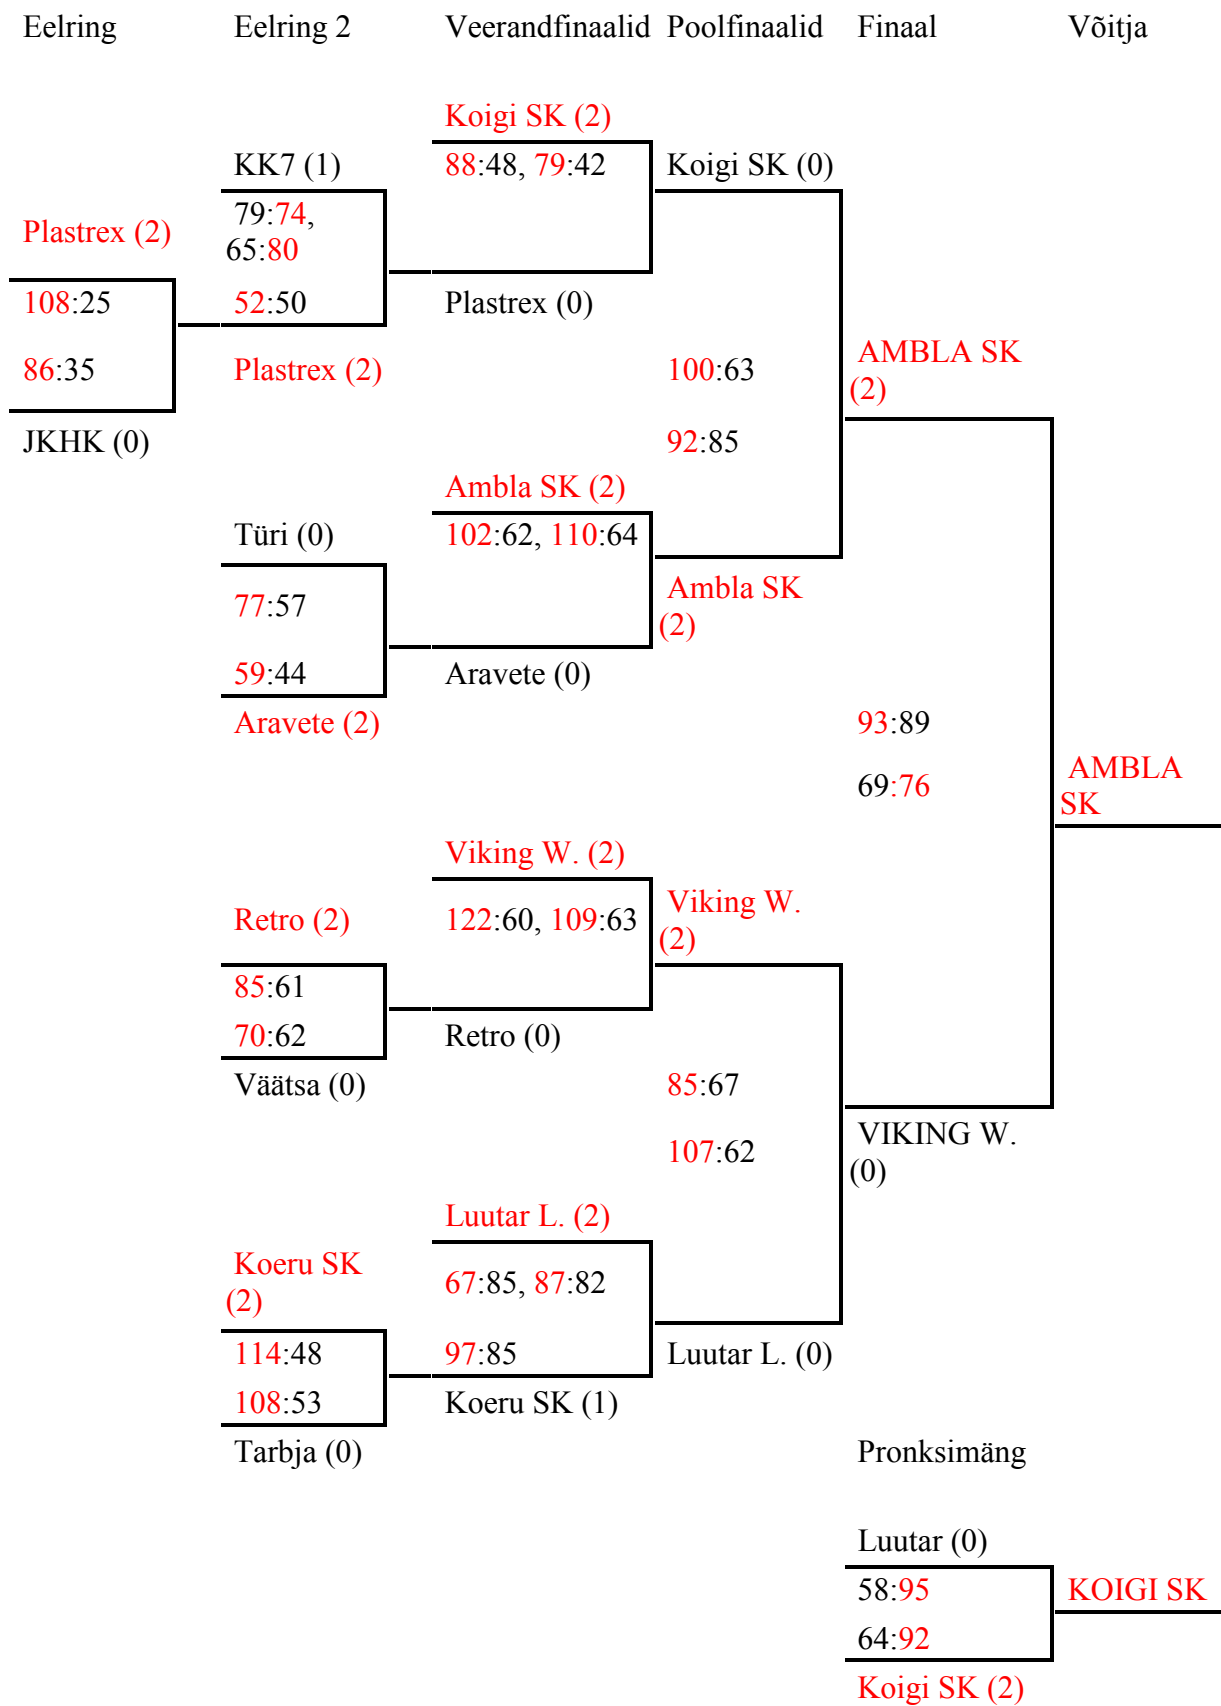 Eelring
Eelring 2
Veerandfinaalid
Poolfinaalid
Finaal
Võitja
Koigi SK (2)
KK7 (1)
88:48, 79:42
Koigi SK (0)
79:74,
Plastrex (2)
65:80
108:25
52:50
Plastrex (0)
86:35
Plastrex (2)
100:63
AMBLA SK
(2)
JKHK (0)
92:85
Ambla SK (2)
Türi (0)
102:62, 110:64
77:57
Ambla SK
(2)
59:44
Aravete (0)
Aravete (2)
93:89
69:76
AMBLA
SK
Viking W. (2)
Retro (2)
122:60, 109:63
Viking W.
(2)
85:61
70:62
Retro (0)
Väätsa (0)
85:67
107:62
VIKING W.
(0)
Luutar L. (2)
Koeru SK
(2)
67:85, 87:82
114:48
97:85
Luutar L. (0)
108:53
Koeru SK (1)
Tarbja (0)
Pronksimäng
Luutar (0)
58:95
KOIGI SK
64:92
Koigi SK (2)